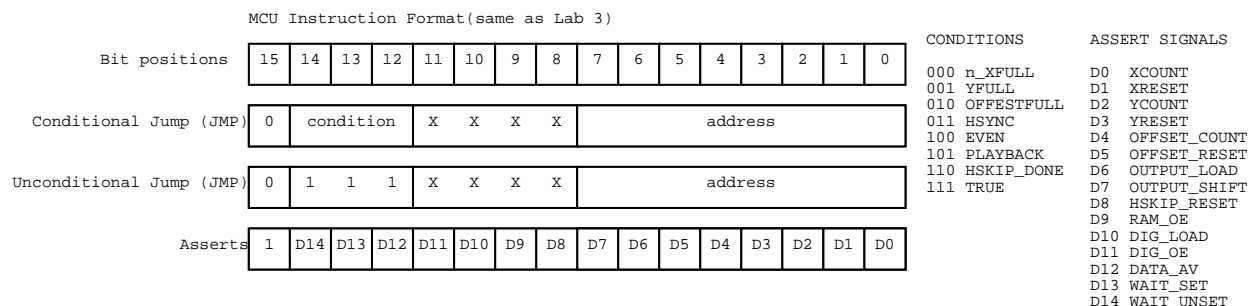 MCU Instruction Format(same as Lab 3)
Bit positions 15 14 13 12 11 10 9 8 7 6 5 4 3 2 1 0
Conditional Jump (JMP) 0 condition X X X X address
Unconditional Jump (JMP) 0 1 1 1 X X X X address
Asserts 1 D14 D13 D12 D11 D10 D9 D8 D7 D6 D5 D4 D3 D2 D1 D0
CONDITIONS
000 n_XFULL
001 YFULL
010 OFFESTFULL
011 HSYNC
100 EVEN
101 PLAYBACK
110 HSKIP_DONE
111 TRUE
ASSERT SIGNALS
D0 XCOUNT
D1 XRESET
D2 YCOUNT
D3 YRESET
D4 OFFSET_COUNT
D5 OFFSET_RESET
D6 OUTPUT_LOAD
D7 OUTPUT_SHIFT
D8 HSKIP_RESET
D9 RAM_OE
D10 DIG_LOAD
D11 DIG_OE
D12 DATA_AV
D13 WAIT_SET
D14 WAIT_UNSET